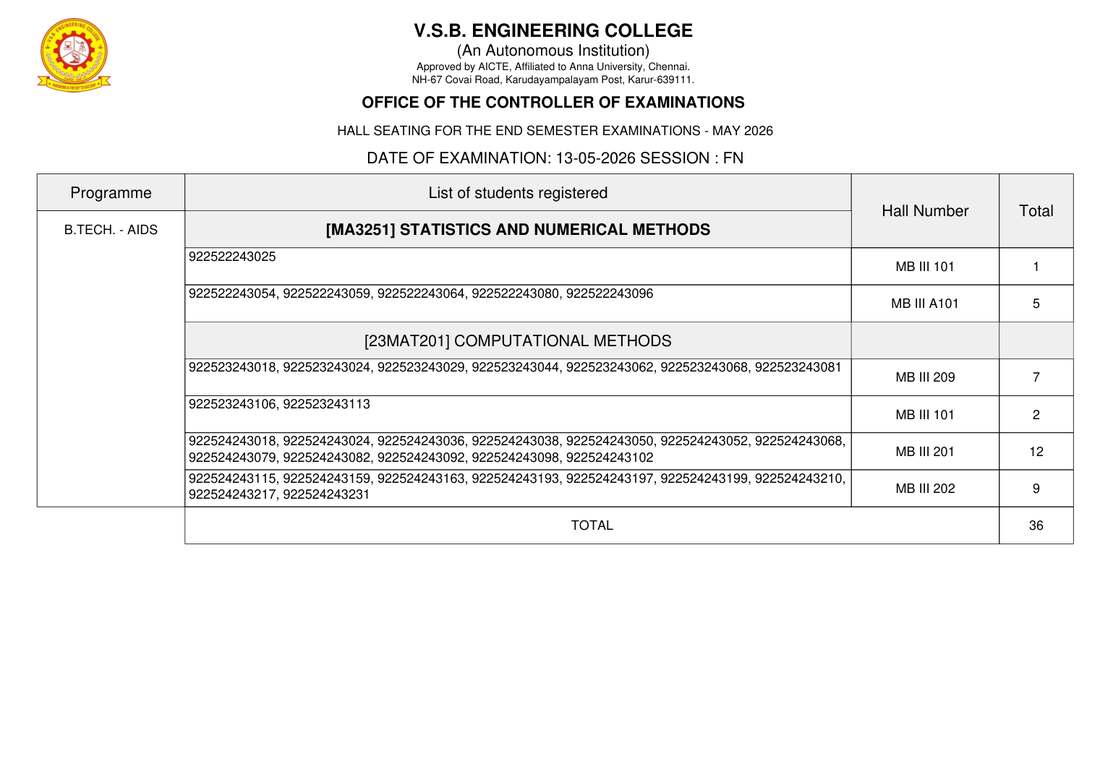 V.S.B. ENGINEERING COLLEGE
(An Autonomous Institution)
Approved by AICTE, Affiliated to Anna University, Chennai.
NH-67 Covai Road, Karudayampalayam Post, Karur-639111.
OFFICE OF THE CONTROLLER OF EXAMINATIONS
HALL SEATING FOR THE END SEMESTER EXAMINATIONS - MAY 2026
DATE OF EXAMINATION: 13-05-2026 SESSION : FN
Programme List of students registered Hall Number Total
B.TECH. - AIDS [MA3251] STATISTICS AND NUMERICAL METHODS
922522243025 MB III 101 1
922522243054, 922522243059, 922522243064, 922522243080, 922522243096 MB III A101 5
[23MAT201] COMPUTATIONAL METHODS
922523243018, 922523243024, 922523243029, 922523243044, 922523243062, 922523243068, 922523243081 MB III 209 7
922523243106, 922523243113 MB III 101 2
922524243018, 922524243024, 922524243036, 922524243038, 922524243050, 922524243052, 922524243068,
922524243079, 922524243082, 922524243092, 922524243098, 922524243102 MB III 201 12
922524243115, 922524243159, 922524243163, 922524243193, 922524243197, 922524243199, 922524243210,
922524243217, 922524243231 MB III 202 9
TOTAL 36